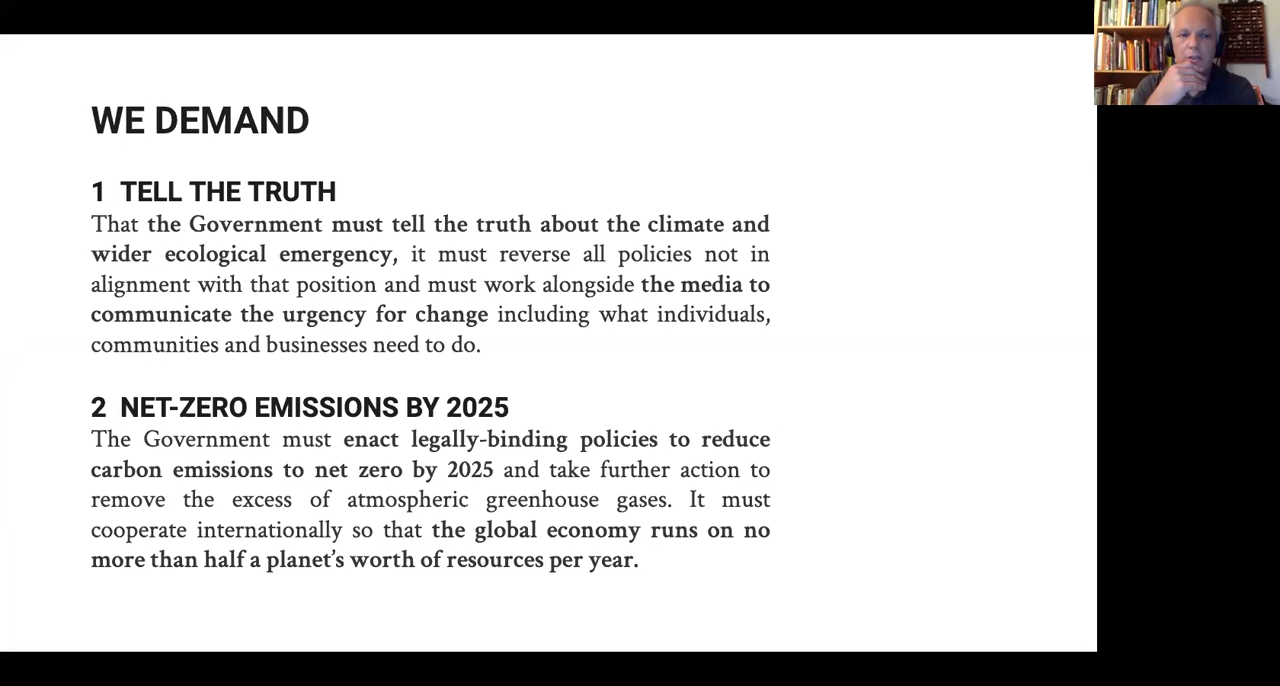 WE DEMAND
1 TELL THE TRUTH
That the Government must tell the truth about the climate and
wider ecological emergency, it must reverse all policies not in
alignment with that position and must work alongside the media to
communicate the urgency for change including what individuals,
communities and businesses need to do.
2 NET-ZERO EMISSIONS BY 2025
The Government must enact legally-binding policies to reduce
carbon emissions to net zero by 2025 and take further action to
remove the excess of atmospheric greenhouse gases. It must
cooperate internationally so that the global economy runs on no
more than half a planet’s worth of resources per year.